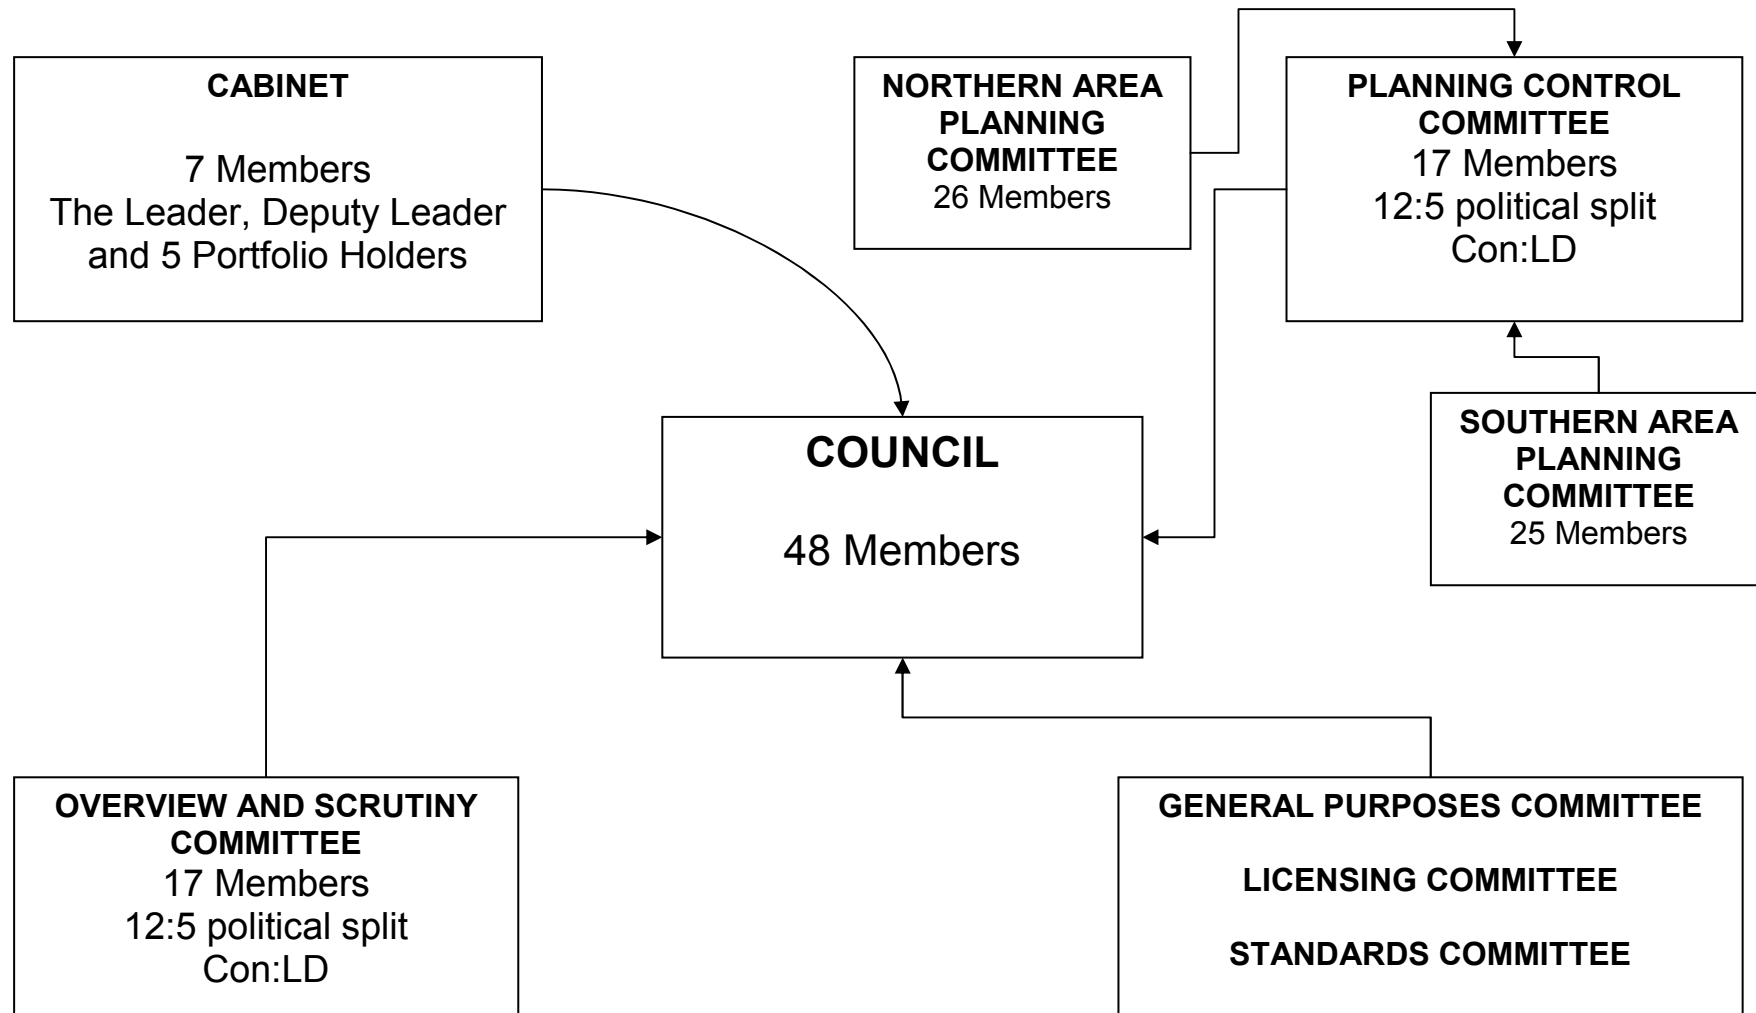 CABINET
7 Members
The Leader, Deputy Leader
and 5 Portfolio Holders
NORTHERN AREA
PLANNING
COMMITTEE
26 Members
PLANNING CONTROL
COMMITTEE
17 Members
12:5 political split
Con:LD
SOUTHERN AREA
PLANNING
COMMITTEE
25 Members
COUNCIL
48 Members
OVERVIEW AND SCRUTINY
COMMITTEE
17 Members
12:5 political split
Con:LD
GENERAL PURPOSES COMMITTEE
LICENSING COMMITTEE
STANDARDS COMMITTEE